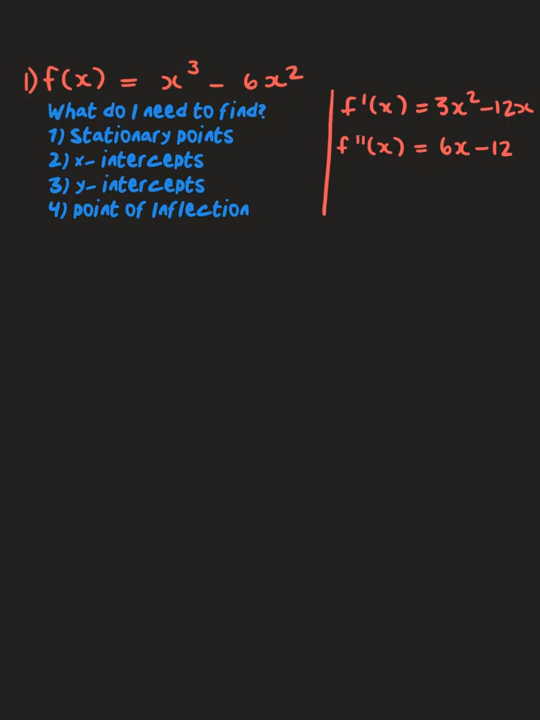 1) f(x) = x³ - 6x²
What do I need to find?
1) Stationary points
2) x- intercepts
3) y- intercepts
4) point of inflection
f'(x) = 3x² - 12x
f''(x) = 6x - 12